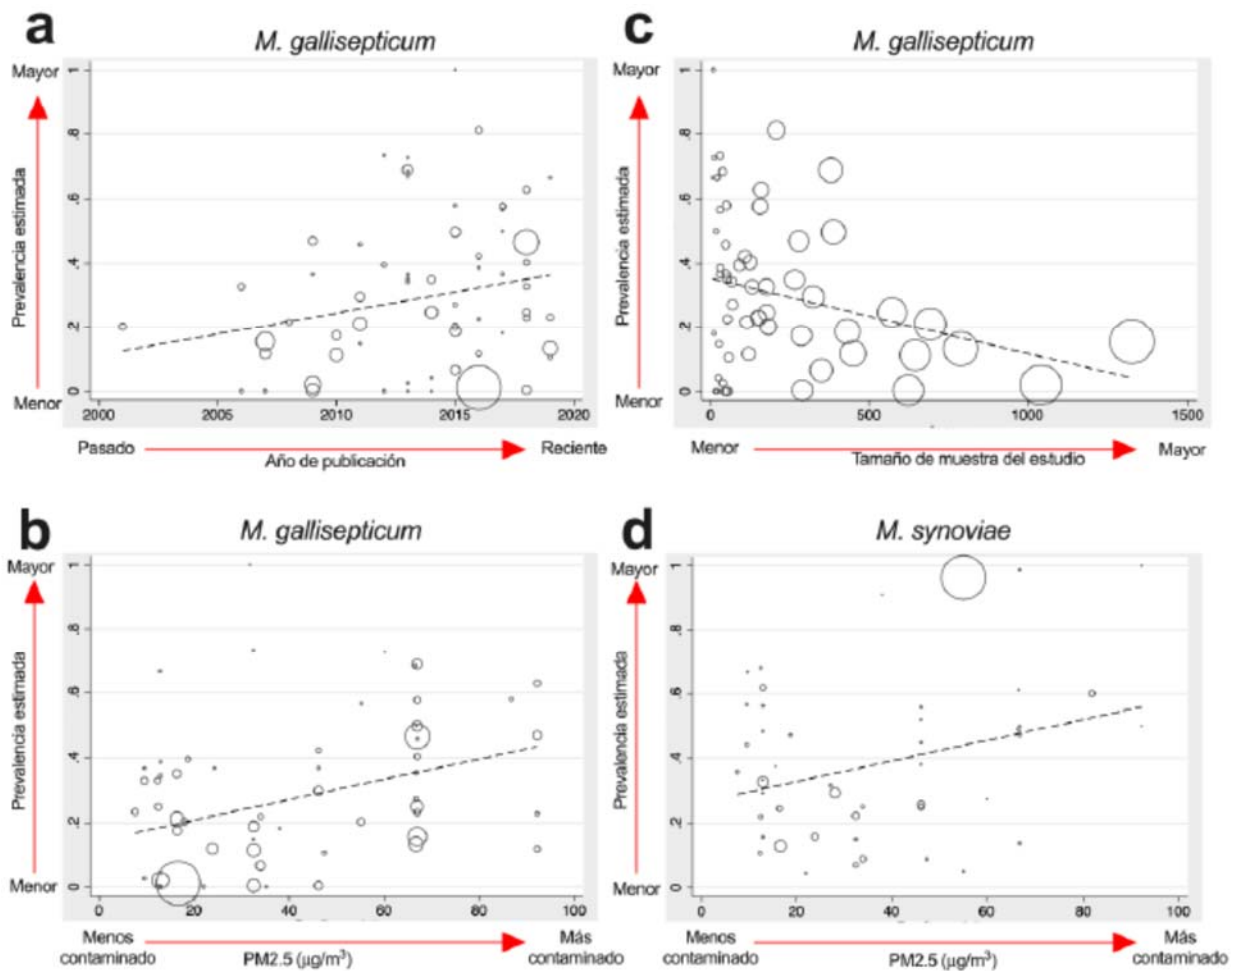 a
M. gallisepticum
Mayor
1
.8
.6
.4
.2
0
Prevalencia estimada
Menor
2000 2005 2010 2015 2020
Pasado
Reciente
Año de publicación
c
M. gallisepticum
Mayor
1
.8
.6
.4
.2
0
Prevalencia estimada
Menor
0 500 1000 1500
Menor
Mayor
Tamaño de muestra del estudio
b
M. gallisepticum
Mayor
1
.8
.6
.4
.2
0
Prevalencia estimada
Menor
0 20 40 60 80 100
Menos
contaminado
Más
contaminado
PM2.5 (µg/m³)
d
M. synoviae
Mayor
1
.8
.6
.4
.2
0
Prevalencia estimada
Menor
0 20 40 60 80 100
Menos
contaminado
Más
contaminado
PM2.5 (µg/m³)